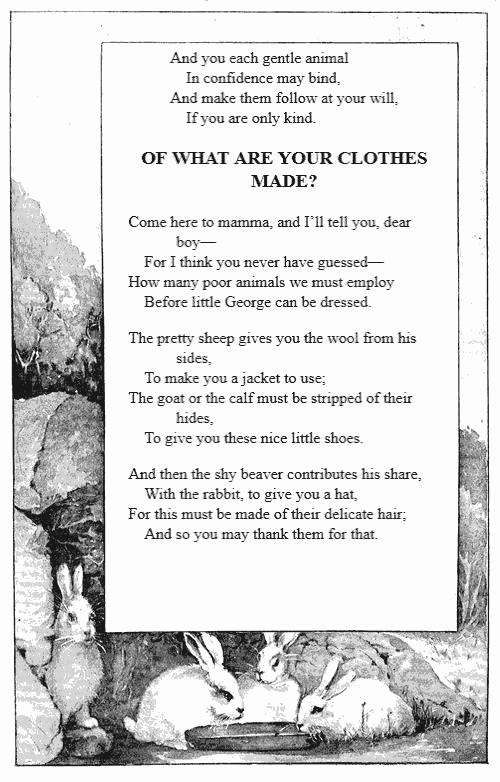 And you each gentle animal
In confidence may bind,
And make them follow at your will,
If you are only kind.
OF WHAT ARE YOUR CLOTHES
MADE?
Come here to mamma, and I’ll tell you, dear
boy—
For I think you never have guessed—
How many poor animals we must employ
Before little George can be dressed.
The pretty sheep gives you the wool from his
sides,
To make you a jacket to use;
The goat or the calf must be stripped of their
hides,
To give you these nice little shoes.
And then the shy beaver contributes his share,
With the rabbit, to give you a hat,
For this must be made of their delicate hair;
And so you may thank them for that.